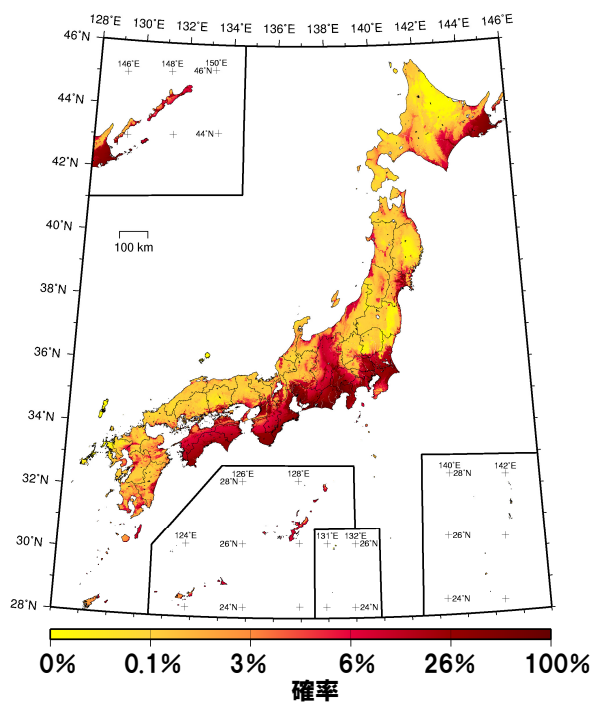 128°E 130°E 132°E 134°E 136°E 138°E 140°E 142°E 144°E 146°E
46°N
146°E 148°E 150°E
46°N
44°N
44°N
42°N
40°N
100 km
38°N
36°N
34°N
32°N
126°E 128°E
28°N
140°E 142°E
28°N
30°N
124°E
26°N
131°E 132°E
26°N
26°N
28°N
24°N
24°N
24°N
0% 0.1% 3% 6% 26% 100%
確率